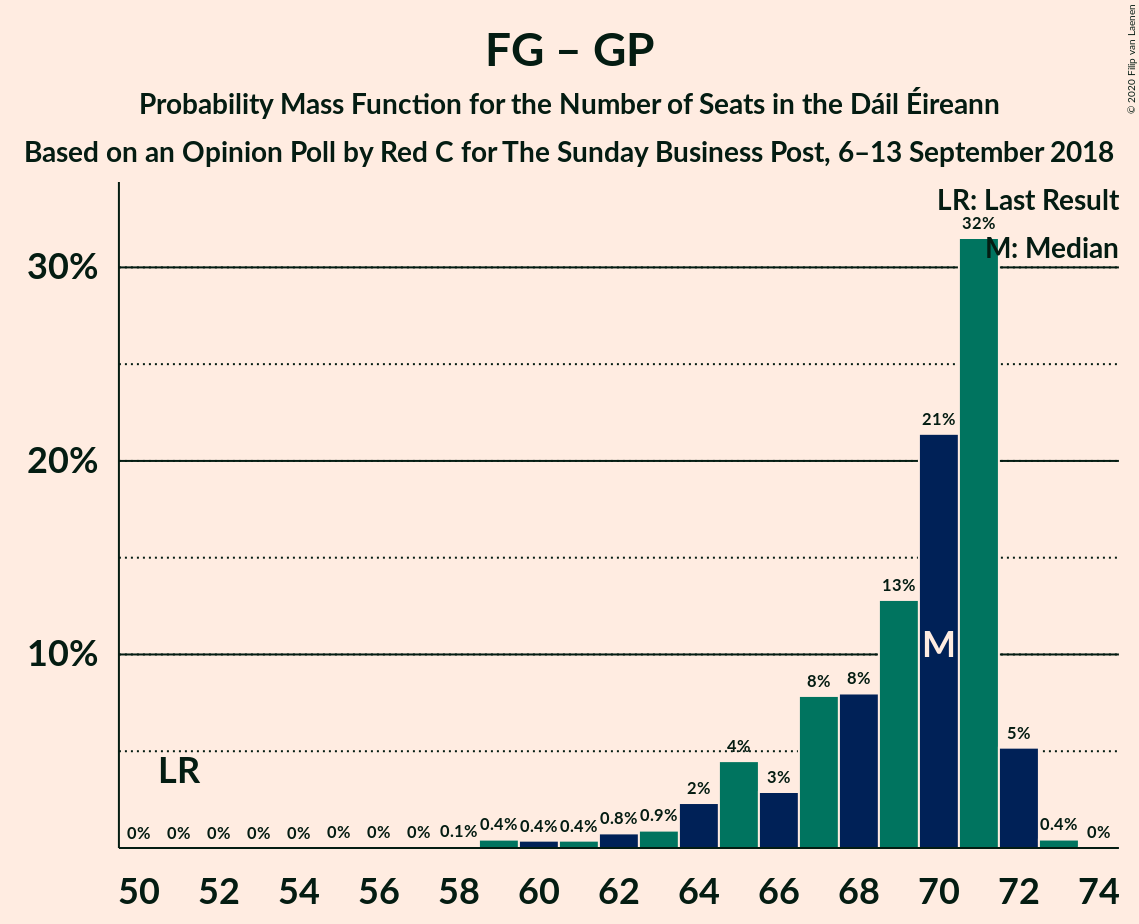 FG – GP
Probability Mass Function for the Number of Seats in the Dáil Éireann
Based on an Opinion Poll by Red C for The Sunday Business Post, 6–13 September 2018
© 2020 Filip van Laenen
LR: Last Result
M: Median
30%
20%
10%
LR
M
0% 0% 0% 0% 0% 0% 0% 0% 0.1% 0.4% 0.4% 0.4% 0.8% 0.9% 2% 4% 3% 8% 8% 13% 21% 32% 5% 0.4% 0%
50 52 54 56 58 60 62 64 66 68 70 72 74